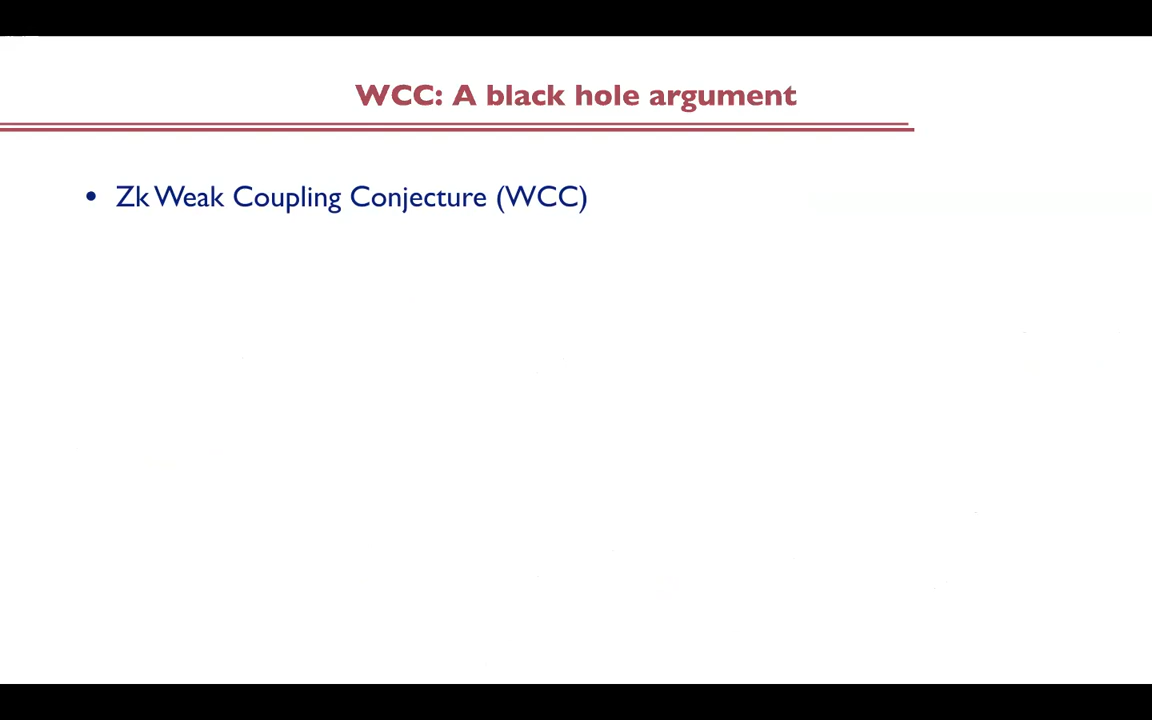 WCC: A black hole argument
• Zk Weak Coupling Conjecture (WCC)